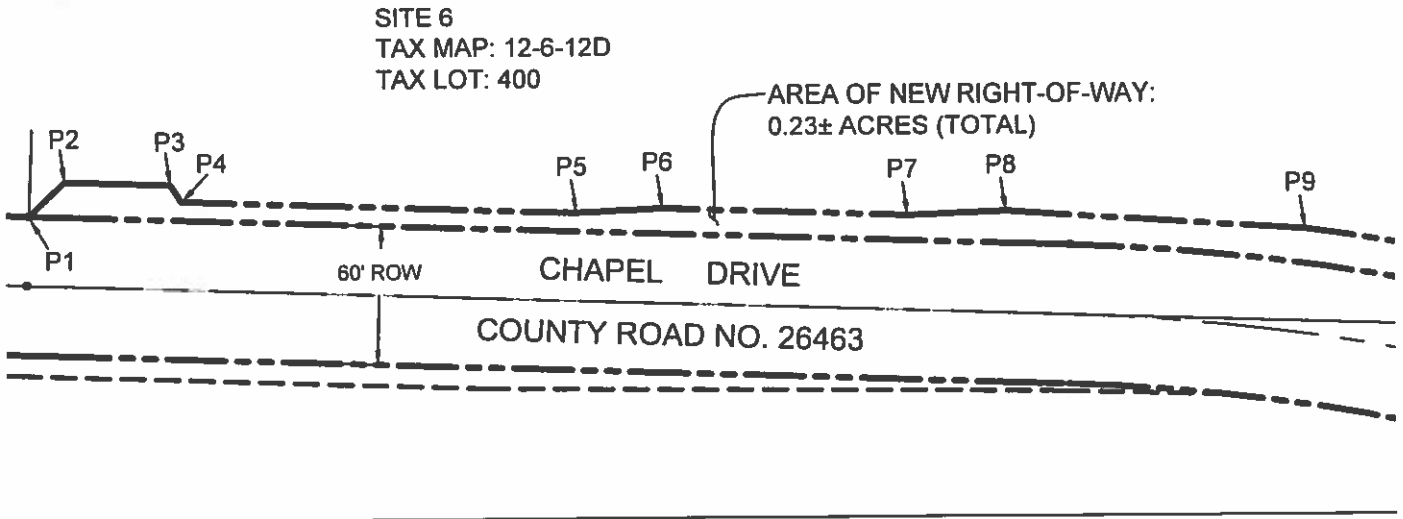 SITE 6
TAX MAP: 12-6-12D
TAX LOT: 400
AREA OF NEW RIGHT-OF-WAY:
0.23± ACRES (TOTAL)
P2
P3
P4
P5
P6
P7
P8
P9
P1
60' ROW
CHAPEL DRIVE
COUNTY ROAD NO. 26463